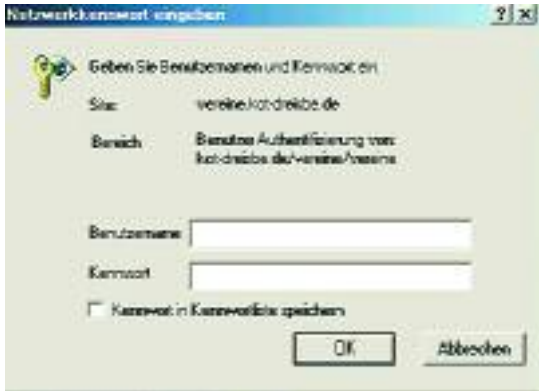 Netzwerkkennwort eingeben
Geben Sie Benutzernamen und Kennwort ein
Site:
Bereich
Benutzer Authentifizierung von:
Benutzername
Kennwort
Kennwort in Kennwortliste speichern
OK
Abbrechen